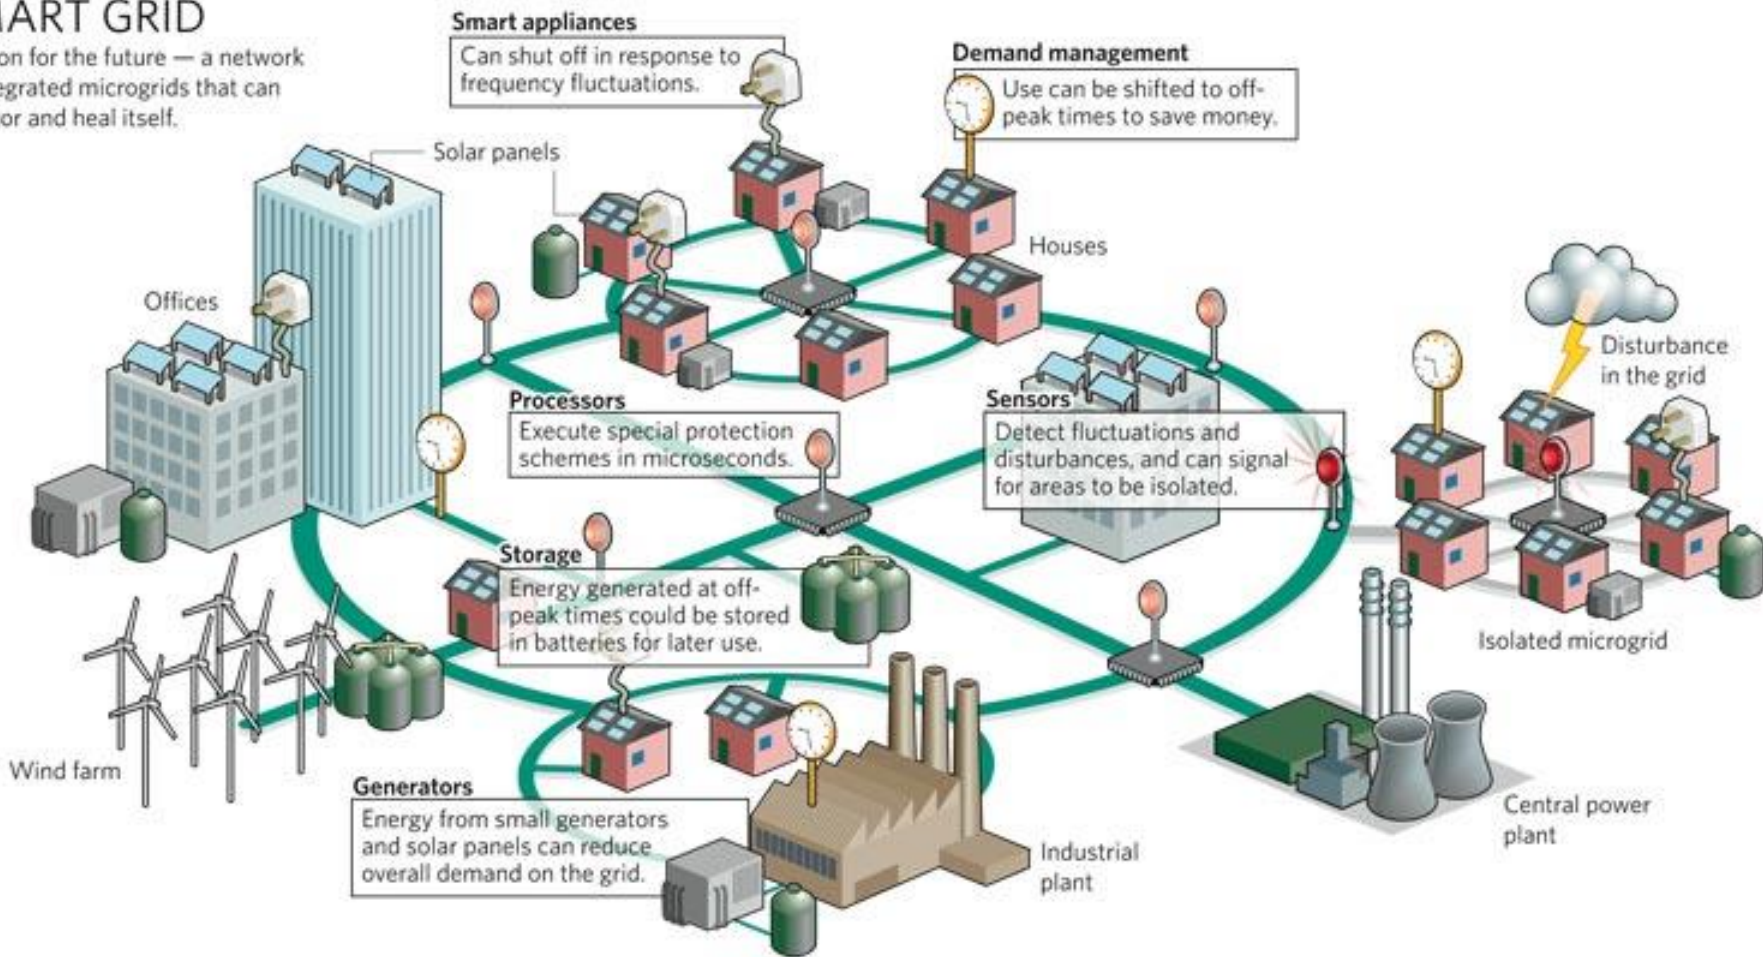 MART GRID
on for the future — a network
egrated microgrids that can
or and heal itself.
Smart appliances
Can shut off in response to
frequency fluctuations.
Demand management
Use can be shifted to off-
peak times to save money.
Solar panels
Houses
Offices
Disturbance
in the grid
Processors
Execute special protection
schemes in microseconds.
Sensors
Detect fluctuations and
disturbances, and can signal
for areas to be isolated.
Storage
Energy generated at off-
peak times could be stored
in batteries for later use.
Isolated microgrid
Wind farm
Generators
Energy from small generators
and solar panels can reduce
overall demand on the grid.
Central power
plant
Industrial
plant